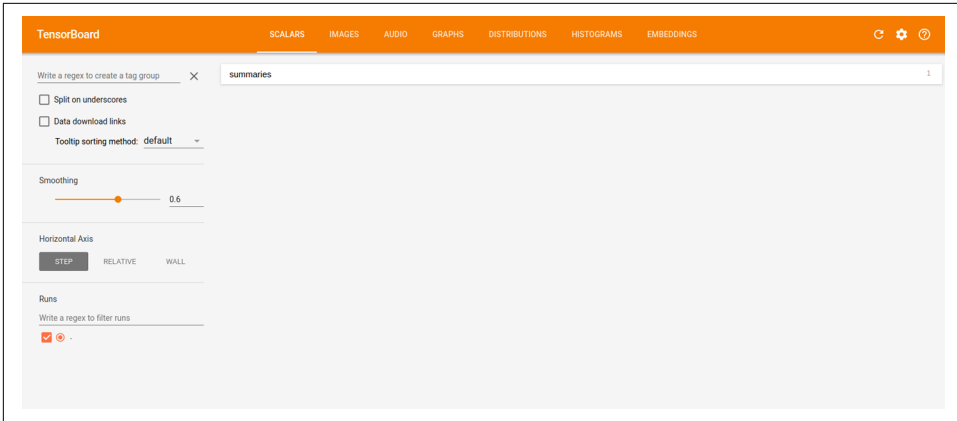 TensorBoard SCALARS IMAGES AUDIO GRAPHS DISTRIBUTIONS HISTOGRAMS EMBEDDINGS
Write a regex to create a tag group
summaries 1
Split on underscores
Data download links
Tooltip sorting method: default
Smoothing
0.6
Horizontal Axis
STEP RELATIVE WALL
Runs
Write a regex to filter runs
.